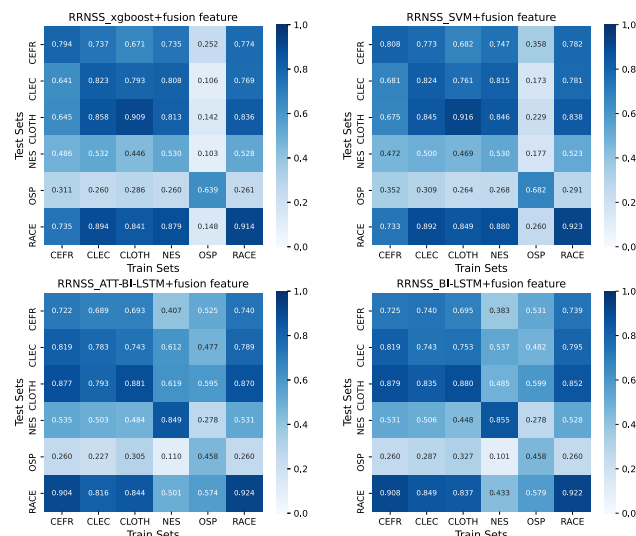 RRNSS_xgboost+fusion feature
CEFR 0.794 0.737 0.671 0.735 0.252 0.774
CLEC 0.641 0.823 0.793 0.808 0.106 0.769
CLOTH 0.645 0.858 0.909 0.813 0.142 0.836
NES 0.486 0.532 0.446 0.530 0.103 0.528
OSP 0.311 0.260 0.286 0.260 0.639 0.261
RACE 0.735 0.894 0.841 0.879 0.148 0.914
CEFR CLEC CLOTH NES OSP RACE
Train Sets
Test Sets
1.0
0.8
0.6
0.4
0.2
0.0
RRNSS_SVM+fusion feature
CEFR 0.808 0.773 0.682 0.747 0.358 0.782
CLEC 0.681 0.824 0.761 0.815 0.173 0.781
CLOTH 0.675 0.845 0.916 0.846 0.229 0.838
NES 0.472 0.500 0.469 0.530 0.177 0.523
OSP 0.352 0.309 0.264 0.268 0.682 0.291
RACE 0.733 0.892 0.849 0.880 0.260 0.923
CEFR CLEC CLOTH NES OSP RACE
Train Sets
Test Sets
1.0
0.8
0.6
0.4
0.2
0.0
RRNSS_ATT-BI-LSTM+fusion feature
CEFR 0.722 0.689 0.693 0.407 0.525 0.740
CLEC 0.819 0.783 0.743 0.612 0.477 0.789
CLOTH 0.877 0.793 0.881 0.619 0.595 0.870
NES 0.535 0.503 0.484 0.849 0.278 0.531
OSP 0.260 0.227 0.305 0.110 0.458 0.260
RACE 0.904 0.816 0.844 0.501 0.574 0.924
CEFR CLEC CLOTH NES OSP RACE
Train Sets
Test Sets
1.0
0.8
0.6
0.4
0.2
0.0
RRNSS_BI-LSTM+fusion feature
CEFR 0.725 0.740 0.695 0.383 0.531 0.739
CLEC 0.819 0.743 0.753 0.537 0.482 0.795
CLOTH 0.879 0.835 0.880 0.485 0.599 0.852
NES 0.531 0.506 0.448 0.855 0.278 0.528
OSP 0.260 0.287 0.327 0.101 0.458 0.260
RACE 0.908 0.849 0.837 0.433 0.579 0.922
CEFR CLEC CLOTH NES OSP RACE
Train Sets
Test Sets
1.0
0.8
0.6
0.4
0.2
0.0